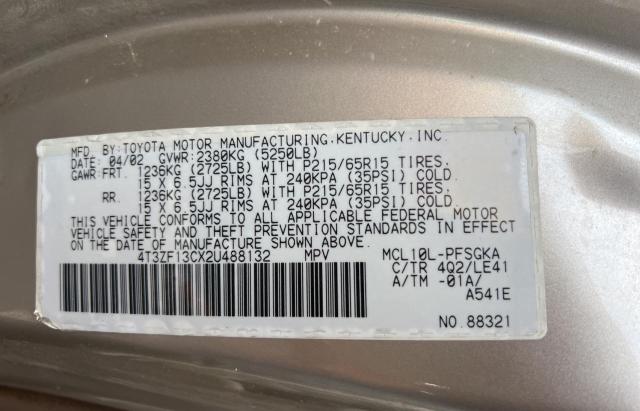 MFD. BY:TOYOTA MOTOR MANUFACTURING,KENTUCKY,INC.
DATE: 04/02 GVWR:2380KG (5250LB)
GAWR:FRT. 1236KG (2725LB) WITH P215/65R15 TIRES.
15 X 6.5JJ RIMS AT 240KPA (35PSI) COLD.
RR. 1236KG (2725LB) WITH P215/65R15 TIRES.
15 X 6.5JJ RIMS AT 240KPA (35PSI) COLD.
THIS VEHICLE CONFORMS TO ALL APPLICABLE FEDERAL MOTOR
VEHICLE SAFETY AND THEFT PREVENTION STANDARDS IN EFFECT
ON THE DATE OF MANUFACTURE SHOWN ABOVE.
4T3ZF13CX2U488132 MPV MCL10L-PFSGKA
C/TR 4Q2/LE41
A/TM -01A/
A541E
NO.88321